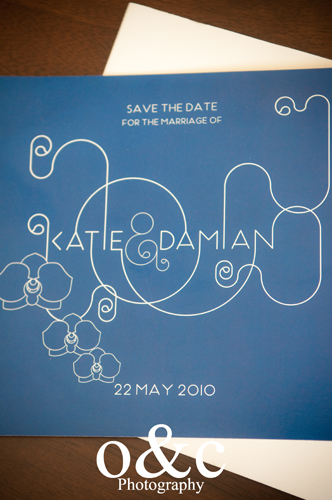 SAVE THE DATE
FOR THE MARRIAGE OF
KATIE & DAMIAN
22 MAY 2010
o&c
Photography